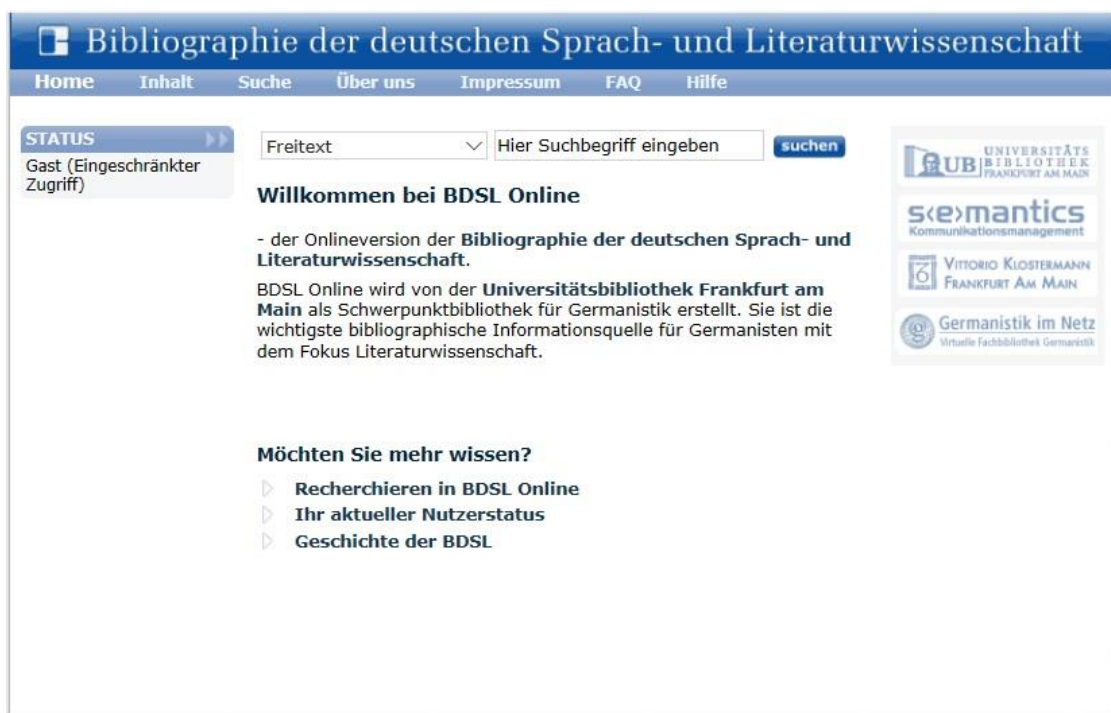 Bibliographie der deutschen Sprach- und Literaturwissenschaft
Home Inhalt Suche Über uns Impressum FAQ Hilfe
STATUS
Gast (Eingeschränkter
Zugriff)
Freitext Hier Suchbegriff eingeben suchen
Willkommen bei BDSL Online
- der Onlineversion der Bibliographie der deutschen Sprach- und
Literaturwissenschaft.
BDSL Online wird von der Universitätsbibliothek Frankfurt am
Main als Schwerpunktbibliothek für Germanistik erstellt. Sie ist die
wichtigste bibliographische Informationsquelle für Germanisten mit
dem Fokus Literaturwissenschaft.
Möchten Sie mehr wissen?
Recherchieren in BDSL Online
Ihr aktueller Nutzerstatus
Geschichte der BDSL
UB UNIVERSITÄTS
BIBLIOTHEK
FRANKFURT AM MAIN
s<e>mantics
Kommunikationsmanagement
VITTORIO KLOSTERMANN
FRANKFURT AM MAIN
Germanistik im Netz
Virtuelle Fachbibliothek Germanistik